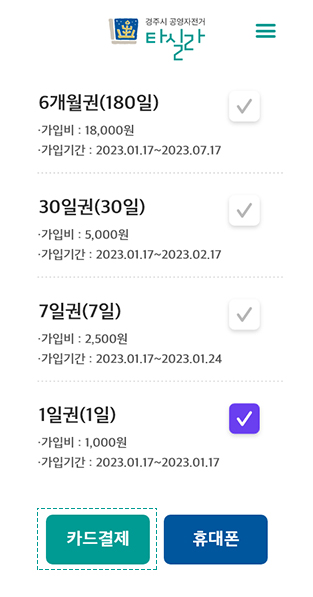 경주시 공영자전거
타실라
6개월권(180일)
·가입비 : 18,000원
·가입기간 : 2023.01.17~2023.07.17
30일권(30일)
·가입비 : 5,000원
·가입기간 : 2023.01.17~2023.02.17
7일권(7일)
·가입비 : 2,500원
·가입기간 : 2023.01.17~2023.01.24
1일권(1일)
·가입비 : 1,000원
·가입기간 : 2023.01.17~2023.01.17
카드결제 휴대폰